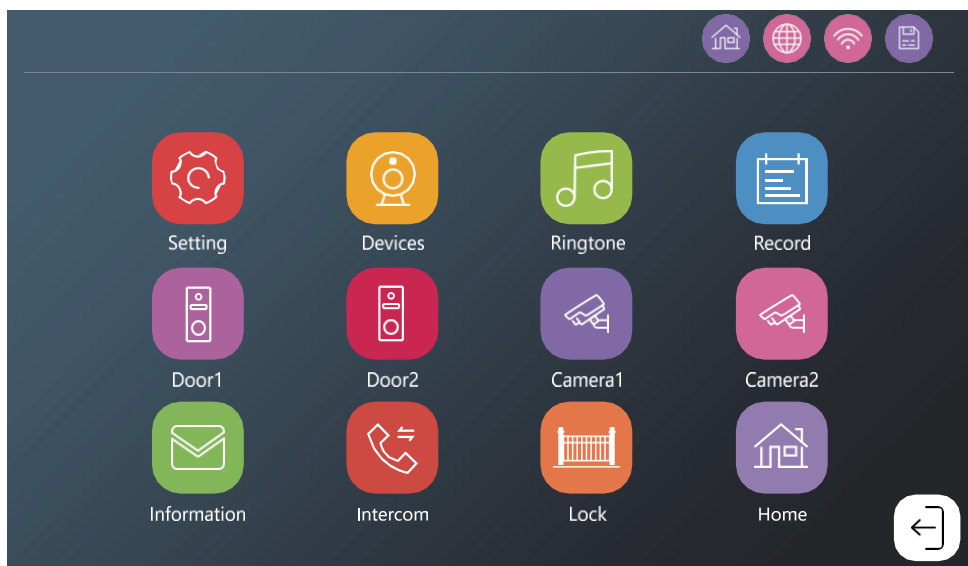 Setting Devices Ringtone Record
Door1 Door2 Camera1 Camera2
Information Intercom Lock Home